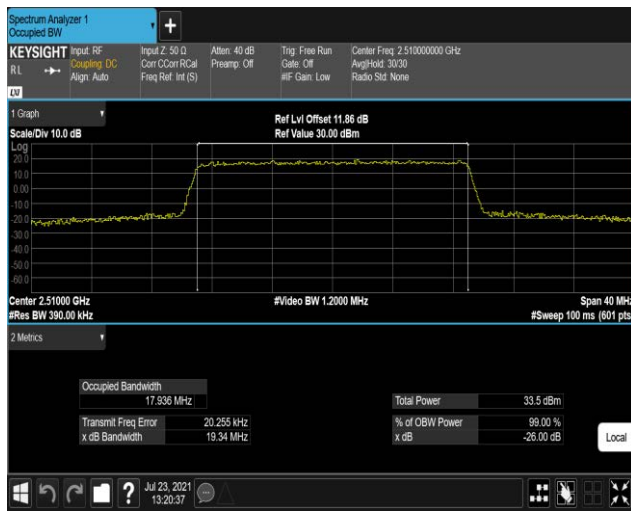 Spectrum Analyzer 1
Occupied BW
+
KEYSIGHT Input: RF Input Z: 50 Ω Atten: 40 dB Trig: Free Run Center Freq: 2.510000000 GHz
RL Coupling: DC Corr CCorr RCal Preamp: Off Gate: Off Avg|Hold: 30/30
Align: Auto Freq Ref: Int (S) #IF Gain: Low Radio Std: None
LXI
1 Graph Ref Lvl Offset 11.86 dB
Scale/Div 10.0 dB Ref Value 30.00 dBm
Log
20.0
10.0
0.00
-10.0
-20.0
-30.0
-40.0
-50.0
-60.0
Center 2.51000 GHz #Video BW 1.2000 MHz Span 40 MHz
#Res BW 390.00 kHz #Sweep 100 ms (601 pts
2 Metrics
Occupied Bandwidth
17.936 MHz Total Power 33.5 dBm
Transmit Freq Error 20.255 kHz % of OBW Power 99.00 %
x dB Bandwidth 19.34 MHz x dB -26.00 dB
Local
? Jul 23, 2021
13:20:37